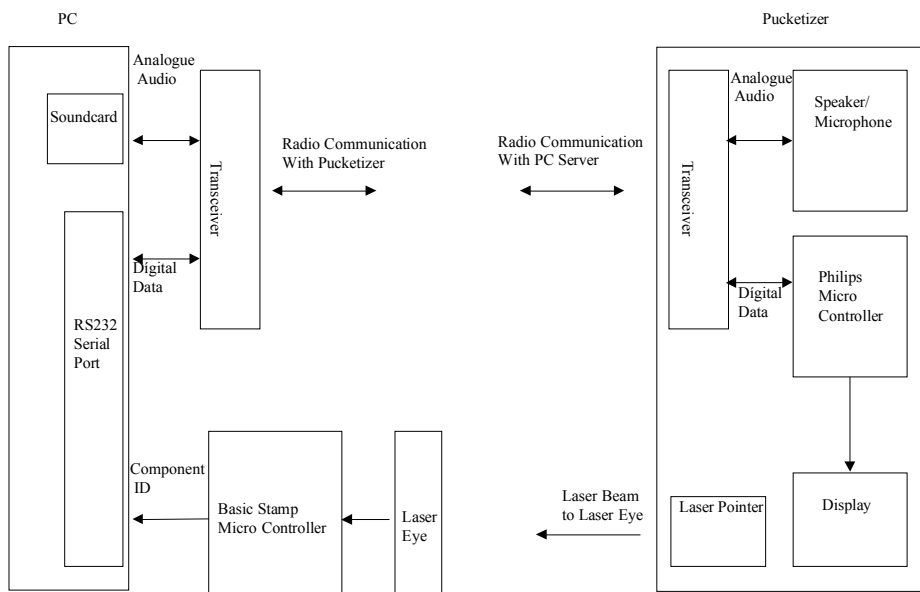 PC
Pucketizer
Analogue
Audio
Soundcard
Transceiver
Radio Communication
With Pucketizer
Radio Communication
With PC Server
Transceiver
Analogue
Audio
Speaker/
Microphone
Digital
Data
RS232
Serial
Port
Digital
Data
Philips
Micro
Controller
Component
ID
Basic Stamp
Micro Controller
Laser
Eye
Laser Beam
to Laser Eye
Laser Pointer
Display